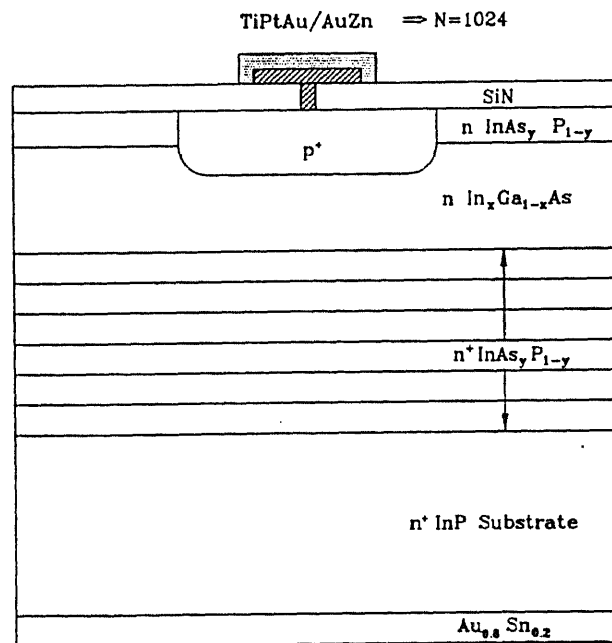 TiPtAu/AuZn ⇒ N=1024
SiN
n InAsᵧ P₁₋ᵧ
p⁺
n InₓGa₁₋ₓAs
n⁺ InAsᵧ P₁₋ᵧ
n⁺ InP Substrate
Au₀.₈ Sn₀.₂